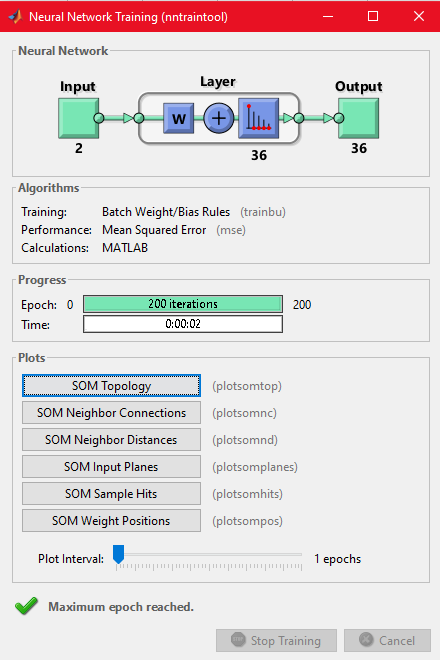 Neural Network Training (nntraintool)
Neural Network
Layer
Input
Output
W
+
2
36
36
Algorithms
Training: Batch Weight/Bias Rules (trainbu)
Performance: Mean Squared Error (mse)
Calculations: MATLAB
Progress
Epoch: 0 200 iterations 200
Time: 0:00:02
Plots
SOM Topology (plotsomtop)
SOM Neighbor Connections (plotsomnc)
SOM Neighbor Distances (plotsomnd)
SOM Input Planes (plotsomplanes)
SOM Sample Hits (plotsomhits)
SOM Weight Positions (plotsompos)
Plot Interval: 1 epochs
Maximum epoch reached.
Stop Training Cancel